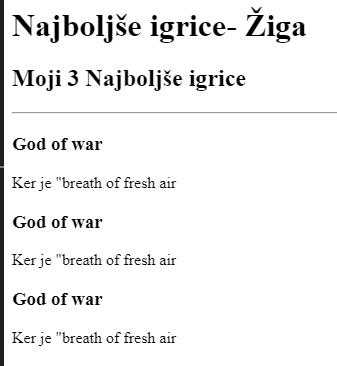 Najboljše igrice- Žiga
Moji 3 Najboljše igrice
God of war
Ker je "breath of fresh air
God of war
Ker je "breath of fresh air
God of war
Ker je "breath of fresh air